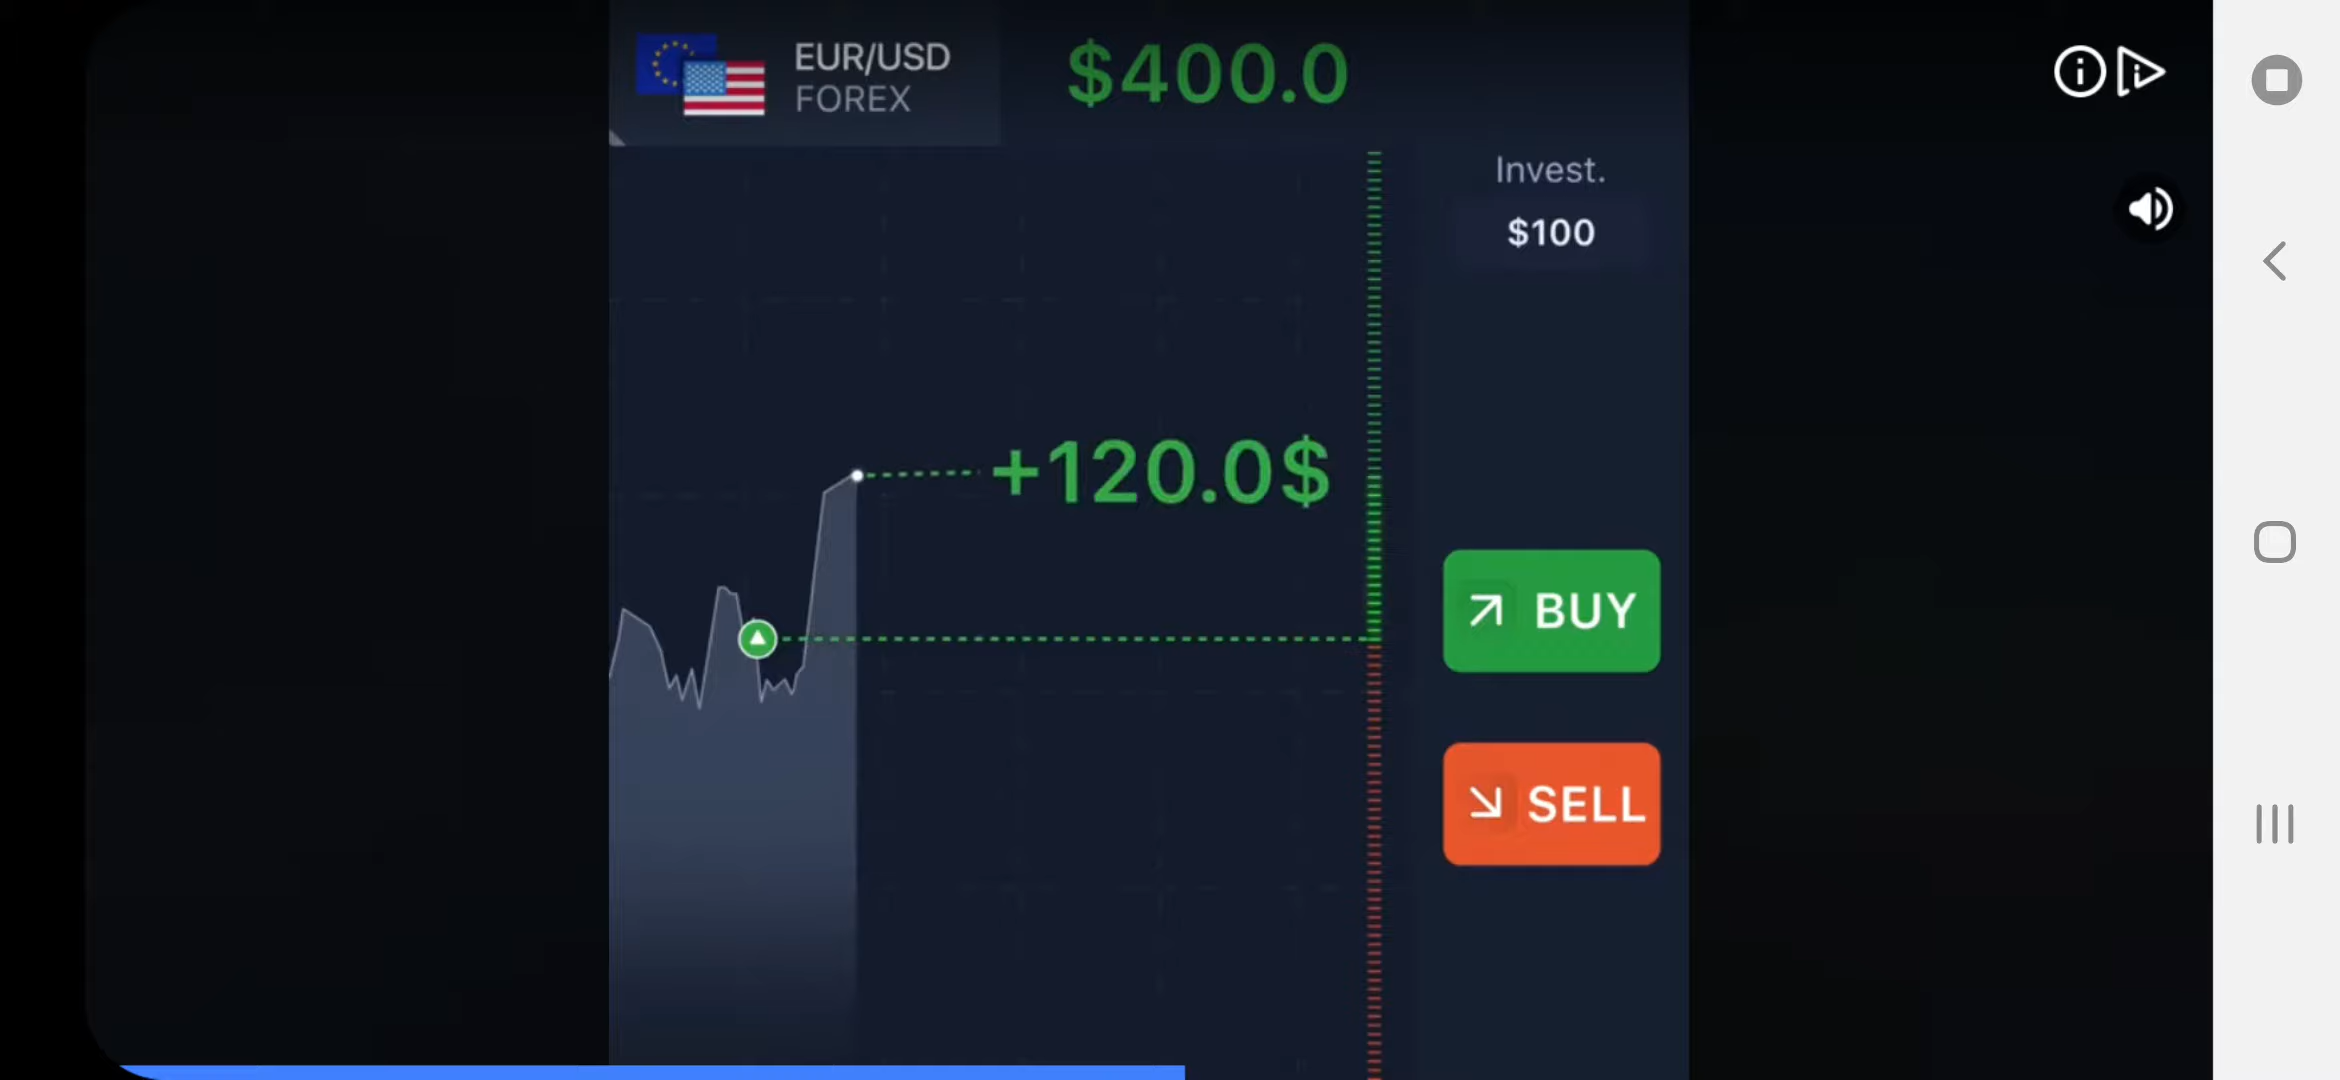 EUR/USD
FOREX
$400.0
Invest.
$100
+120.0$
BUY
SELL